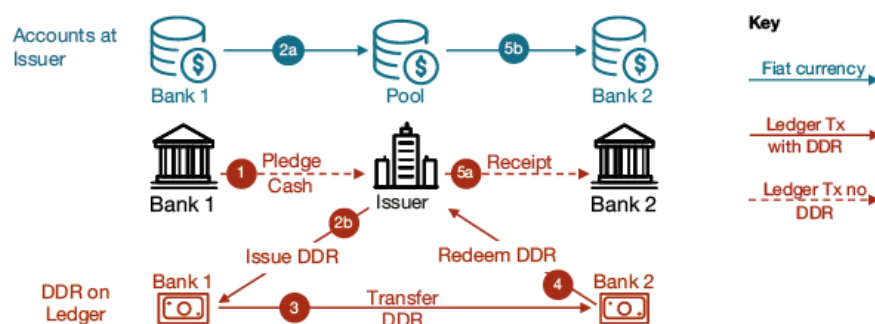 Accounts at
Issuer
2a
5b
$
$
$
Bank 1
Pool
Bank 2
Key
Fiat currency
Ledger Tx
with DDR
Ledger Tx no
DDR
1
Pledge
Cash
5a
Receipt
Bank 1
Issuer
Bank 2
2b
Issue DDR
Redeem DDR
4
DDR on
Ledger
Bank 1
3
Transfer
DDR
Bank 2